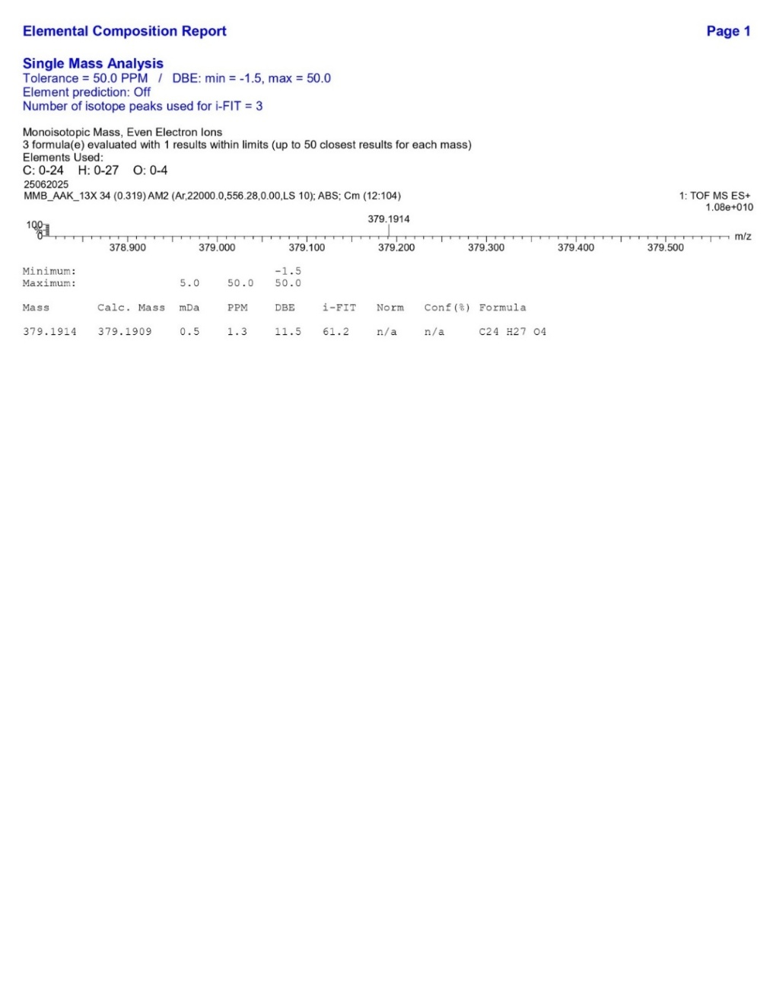 Elemental Composition Report Page 1
Single Mass Analysis
Tolerance = 50.0 PPM / DBE: min = -1.5, max = 50.0
Element prediction: Off
Number of isotope peaks used for i-FIT = 3
Monoisotopic Mass, Even Electron Ions
3 formula(e) evaluated with 1 results within limits (up to 50 closest results for each mass)
Elements Used:
C: 0-24 H: 0-27 O: 0-4
25062025
MMB_AAK_13X 34 (0.319) AM2 (Ar,22000.0,556.28,0.00,LS 10); ABS; Cm (12:104) 1: TOF MS ES+
1.08e+010
379.1914
100
%
0 m/z
378.900 379.000 379.100 379.200 379.300 379.400 379.500
Minimum: -1.5
Maximum: 5.0 50.0 50.0
Mass Calc. Mass mDa PPM DBE i-FIT Norm Conf(%) Formula
379.1914 379.1909 0.5 1.3 11.5 61.2 n/a n/a C24 H27 O4